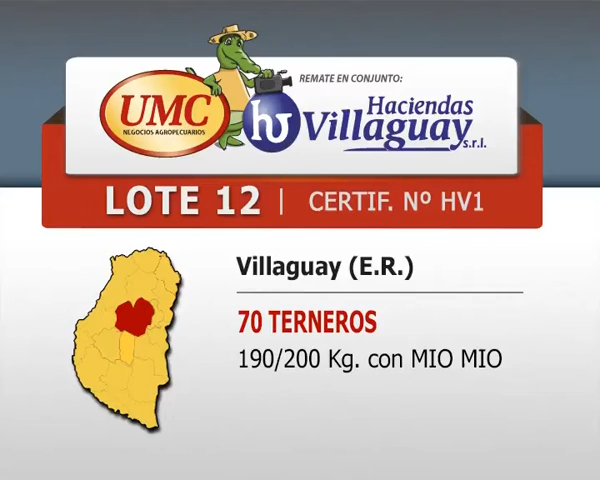 UMC
NEGOCIOS AGROPECUARIOS
REMATE EN CONJUNTO:
hv
Haciendas
Villaguay
s.r.l.
LOTE 12 | CERTIF. Nº HV1
Villaguay (E.R.)
70 TERNEROS
190/200 Kg. con MIO MIO